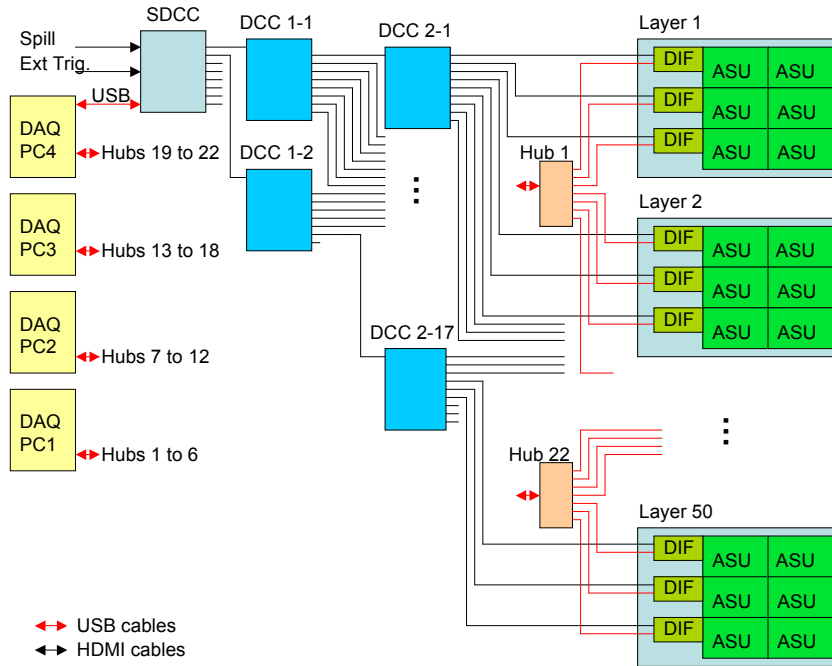 SDCC
DCC 1-1
DCC 2-1
Layer 1
Spill
Ext Trig.
USB
DAQ
PC4
Hubs 19 to 22
DIF
ASU
ASU
DIF
ASU
ASU
DIF
ASU
ASU
DCC 1-2
Hub 1
...
Layer 2
DAQ
PC3
Hubs 13 to 18
DIF
ASU
ASU
DIF
ASU
ASU
DIF
ASU
ASU
DAQ
PC2
Hubs 7 to 12
DCC 2-17
DAQ
PC1
Hubs 1 to 6
...
Hub 22
Layer 50
DIF
ASU
ASU
DIF
ASU
ASU
DIF
ASU
ASU
USB cables
HDMI cables